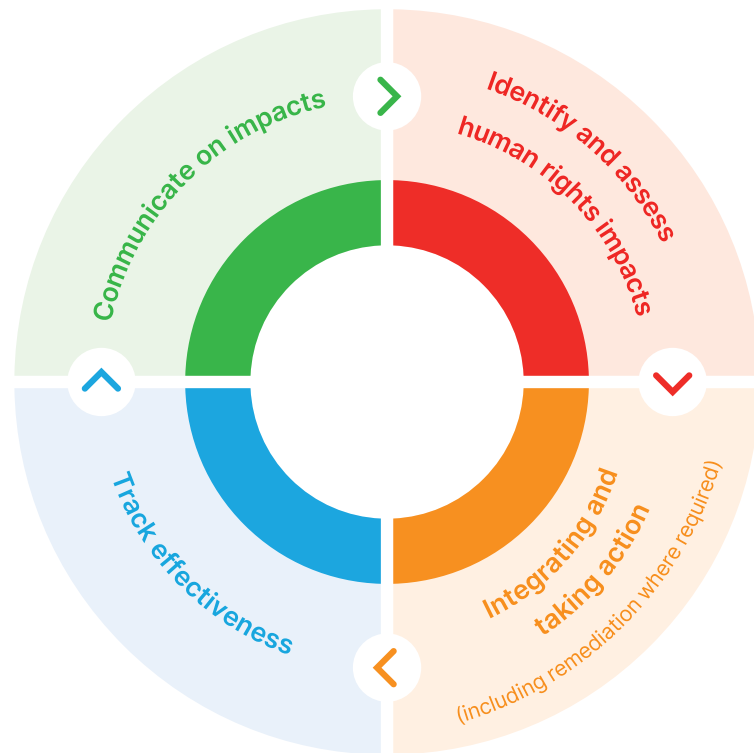 Communicate on impacts
Identify and assess
human rights impacts
Integrating and
taking action
(including remediation where required)
Track effectiveness